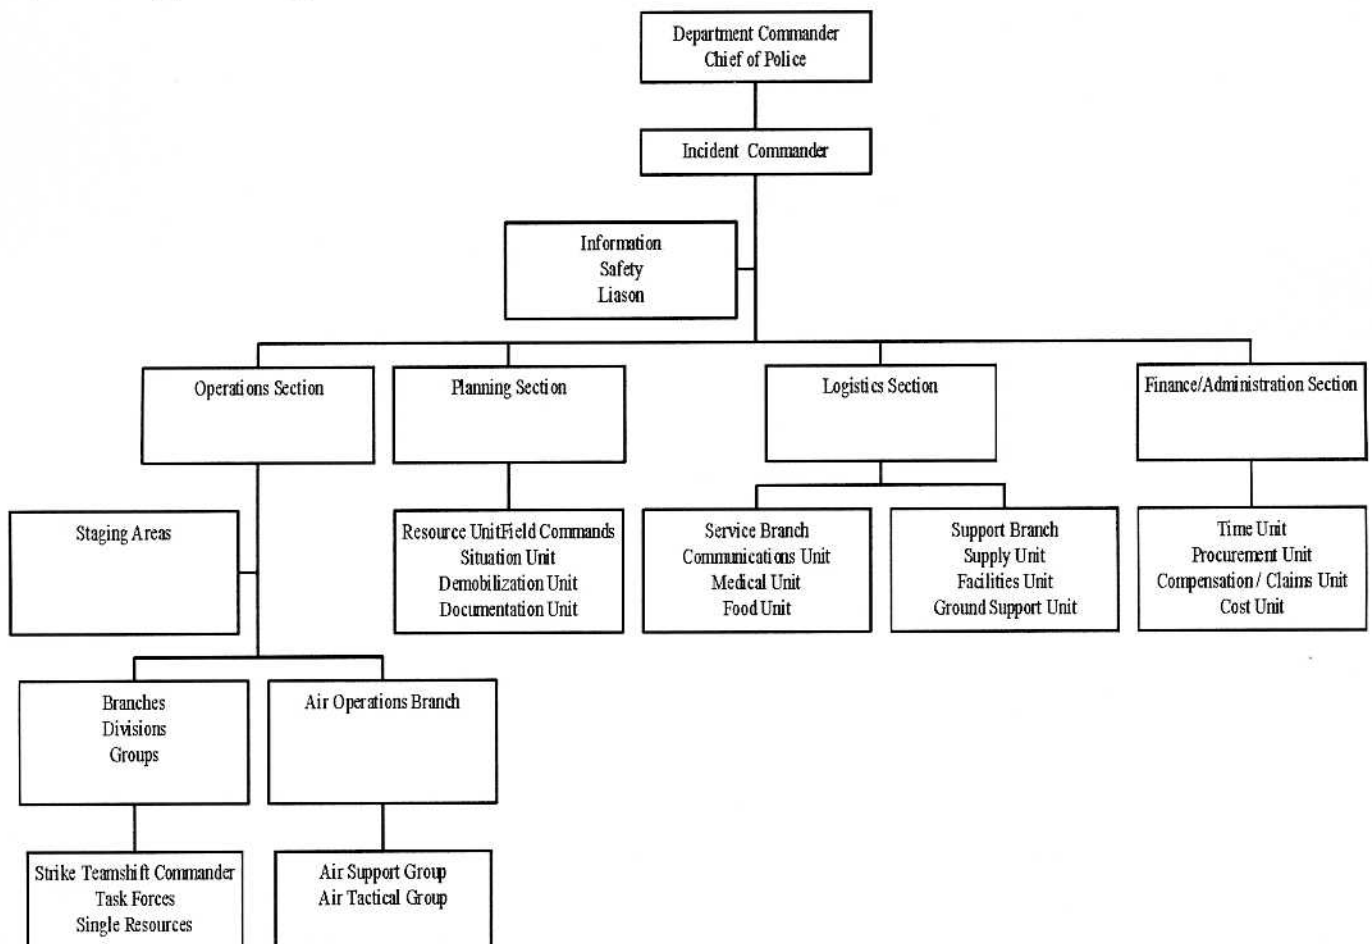 Department Commander
Chief of Police
Incident Commander
Information
Safety
Liason
Operations Section
Planning Section
Logistics Section
Finance/Administration Section
Staging Areas
Resource UnitField Commands
Situation Unit
Demobilization Unit
Documentation Unit
Service Branch
Communications Unit
Medical Unit
Food Unit
Support Branch
Supply Unit
Facilities Unit
Ground Support Unit
Time Unit
Procurement Unit
Compensation / Claims Unit
Cost Unit
Branches
Divisions
Groups
Air Operations Branch
Strike Teamshift Commander
Task Forces
Single Resources
Air Support Group
Air Tactical Group